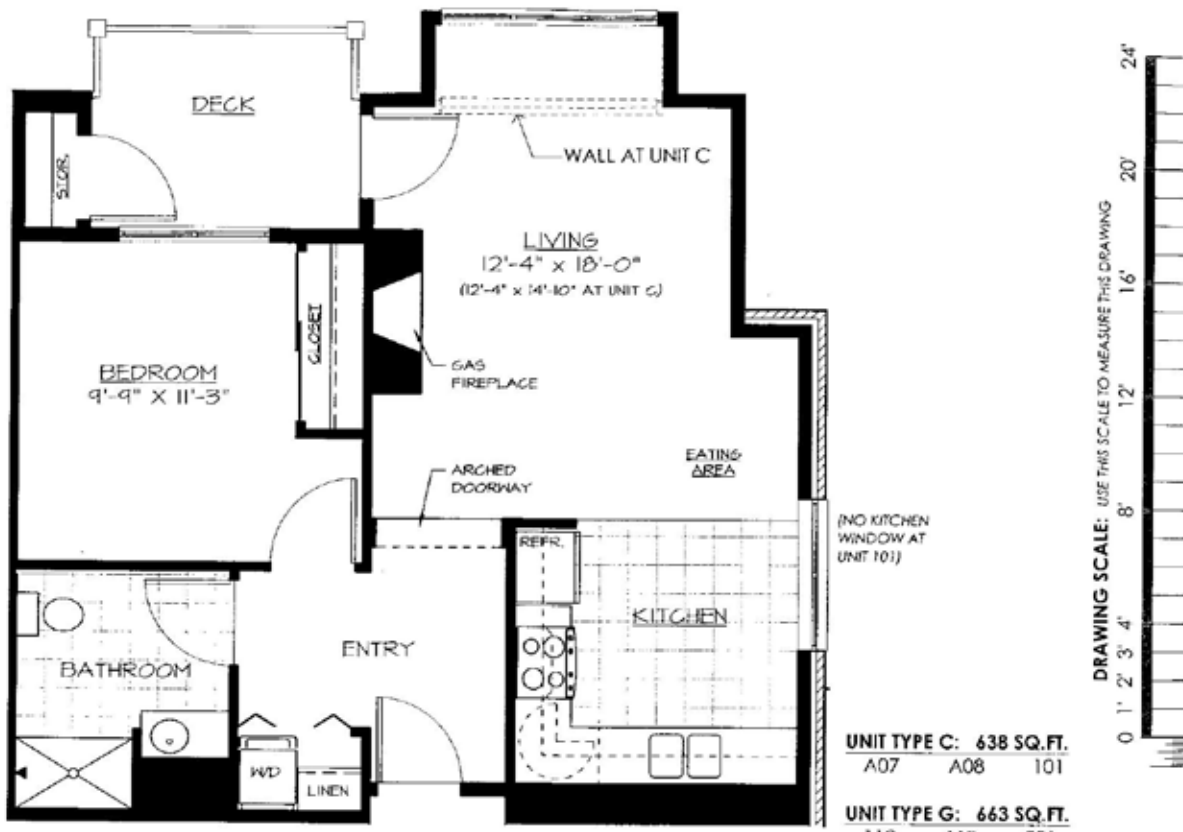 DECK
STOR.
WALL AT UNIT C
LIVING
12'-4" x 18'-0"
(12'-4" x 14'-10" AT UNIT C)
CLOSET
BEDROOM
9'-9" X 11'-3"
GAS
FIREPLACE
ARCHED
DOORWAY
EATING
AREA
(NO KITCHEN
WINDOW AT
UNIT 101)
REFR.
KITCHEN
ENTRY
BATHROOM
W/D
LINEN
DRAWING SCALE: USE THIS SCALE TO MEASURE THIS DRAWING
24'
20'
16'
12'
8'
4'
3'
2'
1'
0
UNIT TYPE C: 638 SQ.FT.
A07 A08 101
UNIT TYPE G: 663 SQ.FT.